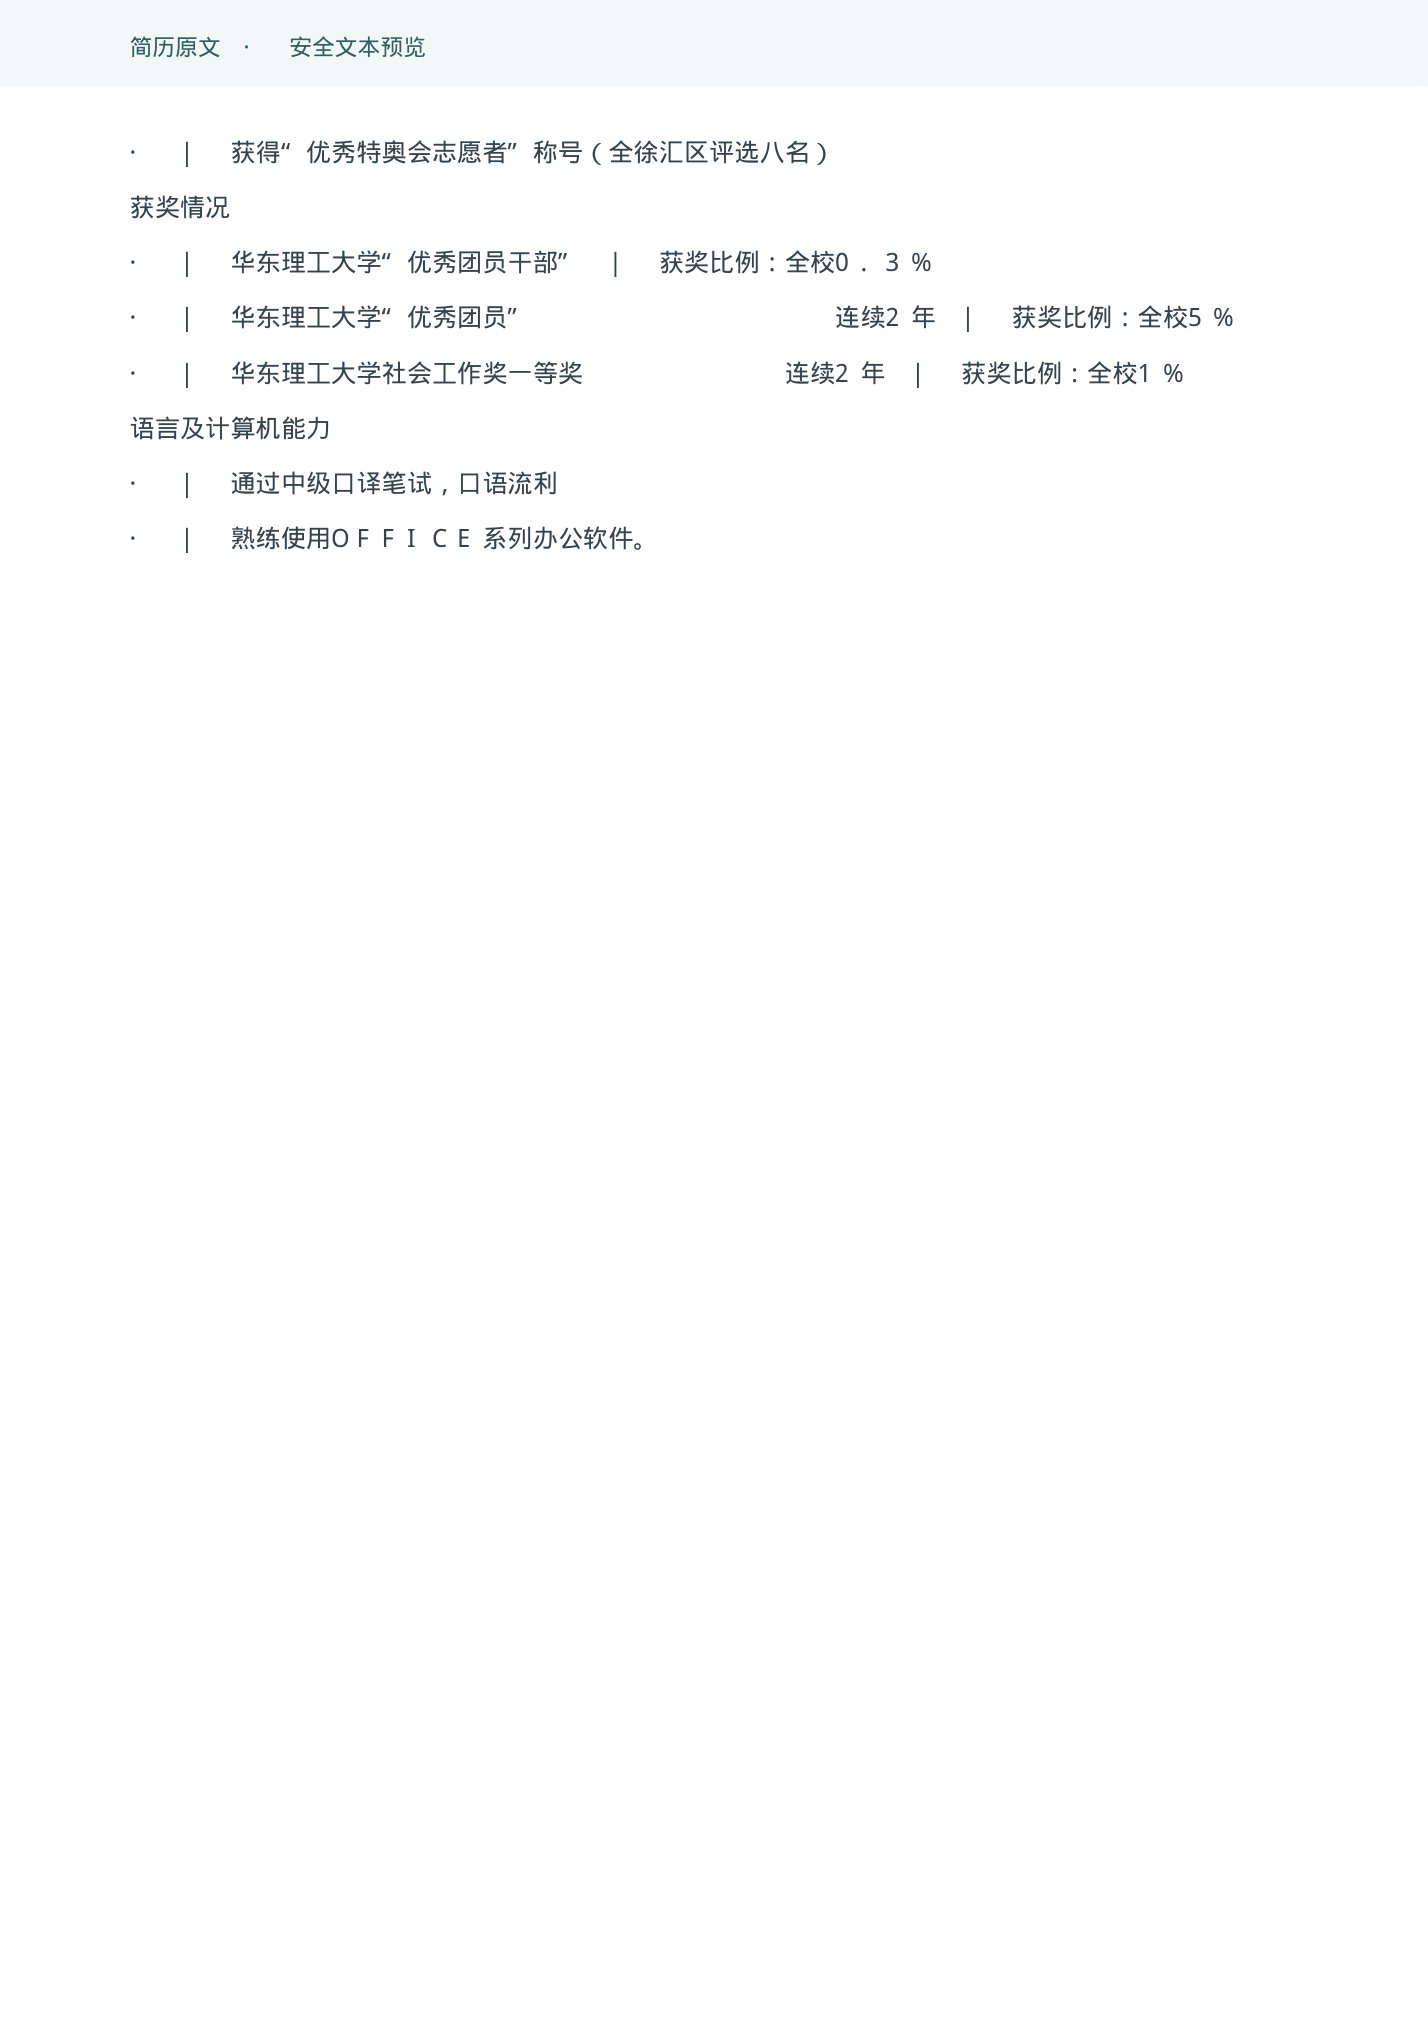 简历原文 · 安全文本预览
· | 获得“优秀特奥会志愿者”称号（全徐汇区评选八名）
获奖情况
· | 华东理工大学“优秀团员干部” | 获奖比例：全校0.3%
· | 华东理工大学“优秀团员” 连续2年 | 获奖比例：全校5%
· | 华东理工大学社会工作奖一等奖 连续2年 | 获奖比例：全校1%
语言及计算机能力
· | 通过中级口译笔试，口语流利
· | 熟练使用OFFICE系列办公软件。